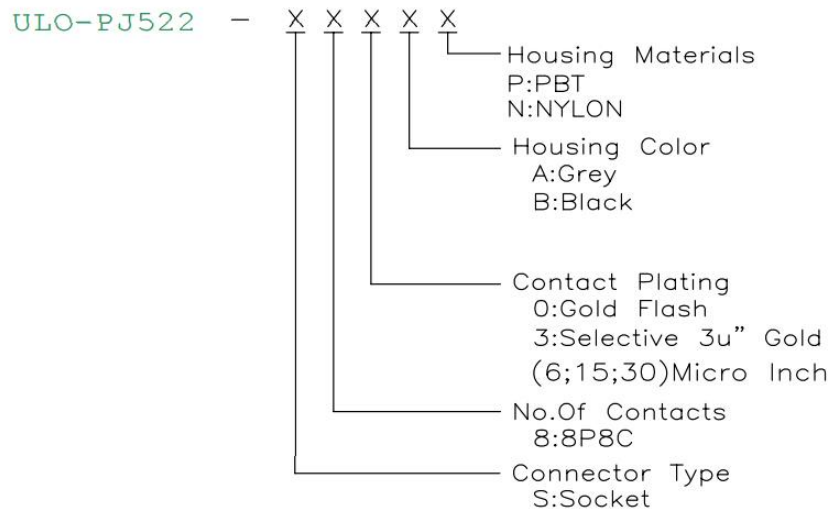 ULO-PJ522 - X X X X X
Housing Materials
P:PBT
N:NYLON
Housing Color
A:Grey
B:Black
Contact Plating
0:Gold Flash
3:Selective 3u" Gold
(6;15;30)Micro Inch
No.Of Contacts
8:8P8C
Connector Type
S:Socket